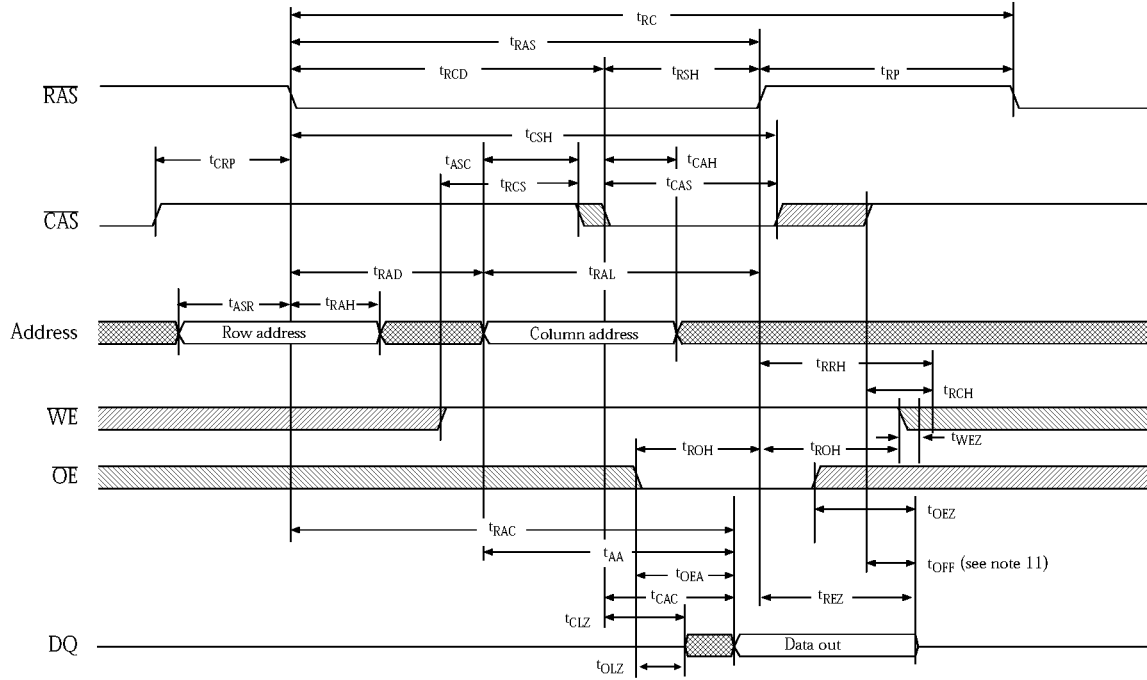 tRC
tRAS
tRCD tRSH tRP
RAS
tCSH
tCRP tASC tCAH
tRCS tCAS
CAS
tRAD tRAL
tASR tRAH
Address Row address Column address
tRRH
tRCH
WE
tROH tROH tWEZ
OE
tOEZ
tRAC
tAA tOFF (see note 11)
tOEA
tCAC tREZ
tCLZ
DQ Data out
tOLZ